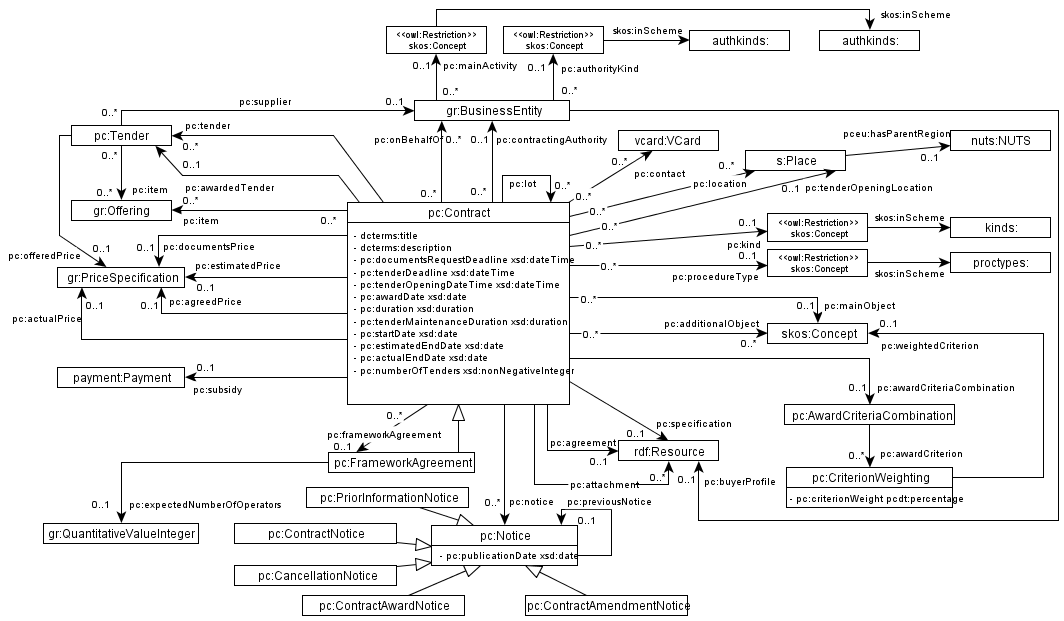 skos:inScheme
<<owl:Restriction>>
skos:Concept
<<owl:Restriction>>
skos:Concept
skos:inScheme
authkinds:
authkinds:
0..1
pc:mainActivity
0..1
pc:authorityKind
0..*
0..*
pc:supplier
0..1
0..*
gr:BusinessEntity
pc:Tender
pc:tender
0..*
0..*
0..1
pc:onBehalfOf
0..*
0..1
pc:contractingAuthority
vcard:VCard
0..*
pc:contact
pceu:hasParentRegion
nuts:NUTS
0..1
0..*
s:Place
pc:lot
0..*
0..*
pc:location
0..1
pc:tenderOpeningLocation
0..*
pc:item
pc:awardedTender
gr:Offering
pc:item
0..*
0..*
0..*
pc:Contract
0..*
0..*
- dcterms:title
- dcterms:description
- pc:documentsRequestDeadline xsd:dateTime
- pc:tenderDeadline xsd:dateTime
- pc:tenderOpeningDateTime xsd:dateTime
- pc:awardDate xsd:date
- pc:duration xsd:duration
- pc:tenderMaintenanceDuration xsd:duration
- pc:startDate xsd:date
- pc:estimatedEndDate xsd:date
- pc:actualEndDate xsd:date
- pc:numberOfTenders xsd:nonNegativeInteger
0..*
0..1
<<owl:Restriction>>
skos:Concept
skos:inScheme
kinds:
pc:kind
0..1
0..*
<<owl:Restriction>>
skos:Concept
pc:procedureType
skos:inScheme
proctypes:
pc:offeredPrice
0..1
0..1
pc:documentsPrice
pc:estimatedPrice
gr:PriceSpecification
0..1
0..1
0..1
pc:agreedPrice
pc:actualPrice
0..*
0..1
pc:mainObject
0..*
pc:additionalObject
0..*
skos:Concept
0..1
pc:weightedCriterion
payment:Payment
0..1
pc:subsidy
0..1
pc:awardCriteriaCombination
pc:AwardCriteriaCombination
0..*
pc:awardCriterion
pc:CriterionWeighting
- pc:criterionWeight pcdt:percentage
0..*
pc:frameworkAgreement
0..1
pc:FrameworkAgreement
pc:specification
0..1
pc:agreement
0..1
rdf:Resource
0..*
0..1
pc:buyerProfile
pc:attachment
0..1
pc:expectedNumberOfOperators
gr:QuantitativeValueInteger
pc:PriorInformationNotice
0..*
pc:notice
pc:previousNotice
0..1
pc:ContractNotice
pc:Notice
- pc:publicationDate xsd:date
pc:CancellationNotice
pc:ContractAwardNotice
pc:ContractAmendmentNotice